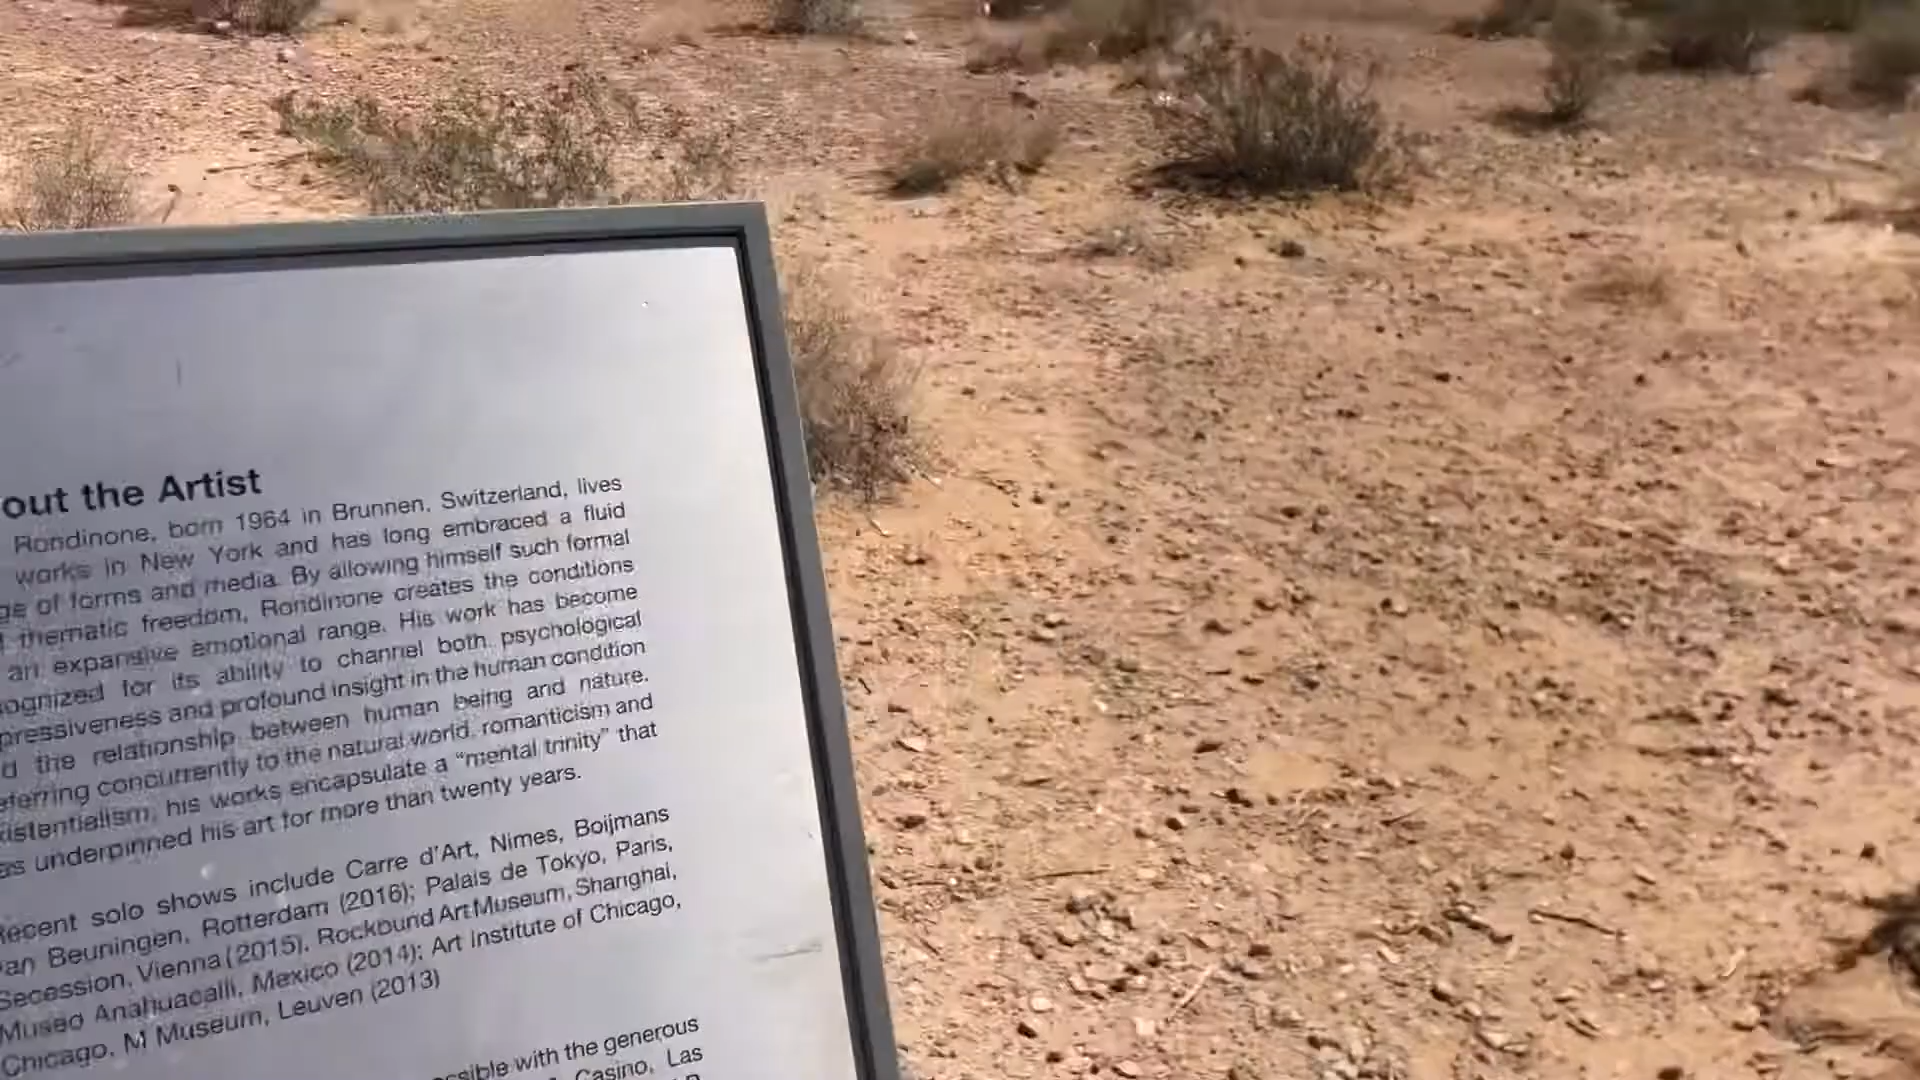 out the Artist
Rondinone, born 1964 in Brunnen, Switzerland, lives
works in New York and has long embraced a fluid
ge of forms and media. By allowing himself such formal
thematic freedom, Rondinone creates the conditions
an expansive emotional range. His work has become
ognized for its ability to channel both psychological
pressiveness and profound insight in the human condition
d the relationship between human being and nature.
eferring concurrently to the natural world, romanticism and
xistentialism, his works encapsulate a “mental trinity” that
as underpinned his art for more than twenty years.
Recent solo shows include Carre d’Art, Nimes, Boijmans
van Beuningen, Rotterdam (2016); Palais de Tokyo, Paris,
Secession, Vienna (2015), Rockbund Art Museum, Shanghai,
Museo Anahuacalli, Mexico (2014); Art Institute of Chicago,
Chicago, M Museum, Leuven (2013)
ssible with the generous
Casino, Las